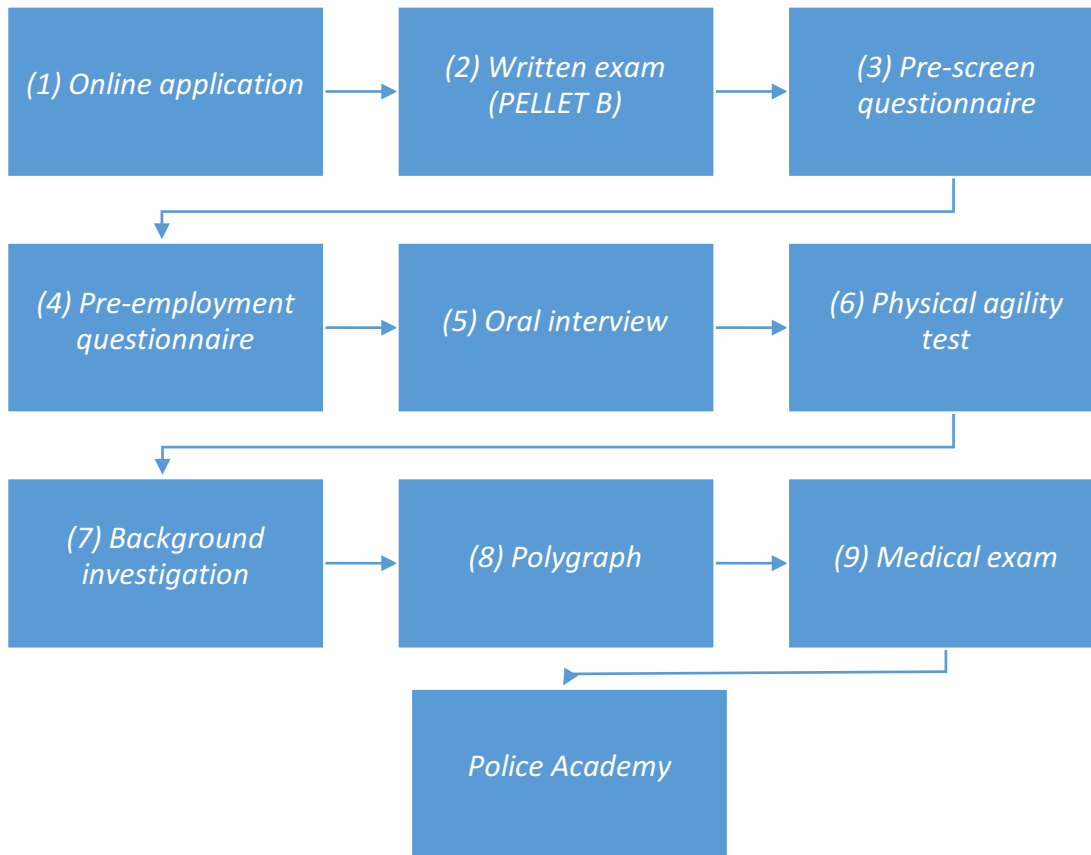 (1) Online application
(2) Written exam
(PELLET B)
(3) Pre-screen
questionnaire
(4) Pre-employment
questionnaire
(5) Oral interview
(6) Physical agility
test
(7) Background
investigation
(8) Polygraph
(9) Medical exam
Police Academy